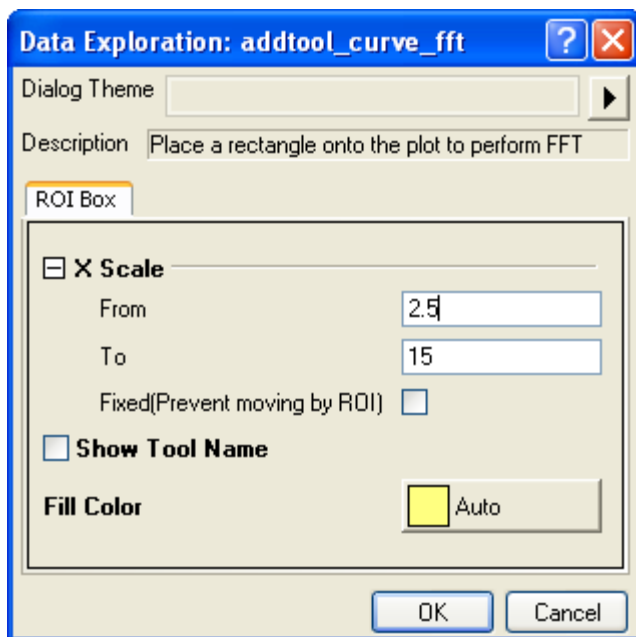 Data Exploration: addtool_curve_fft
Dialog Theme
Description Place a rectangle onto the plot to perform FFT
ROI Box
X Scale
From 2.5
To 15
Fixed(Prevent moving by ROI)
Show Tool Name
Fill Color Auto
OK Cancel